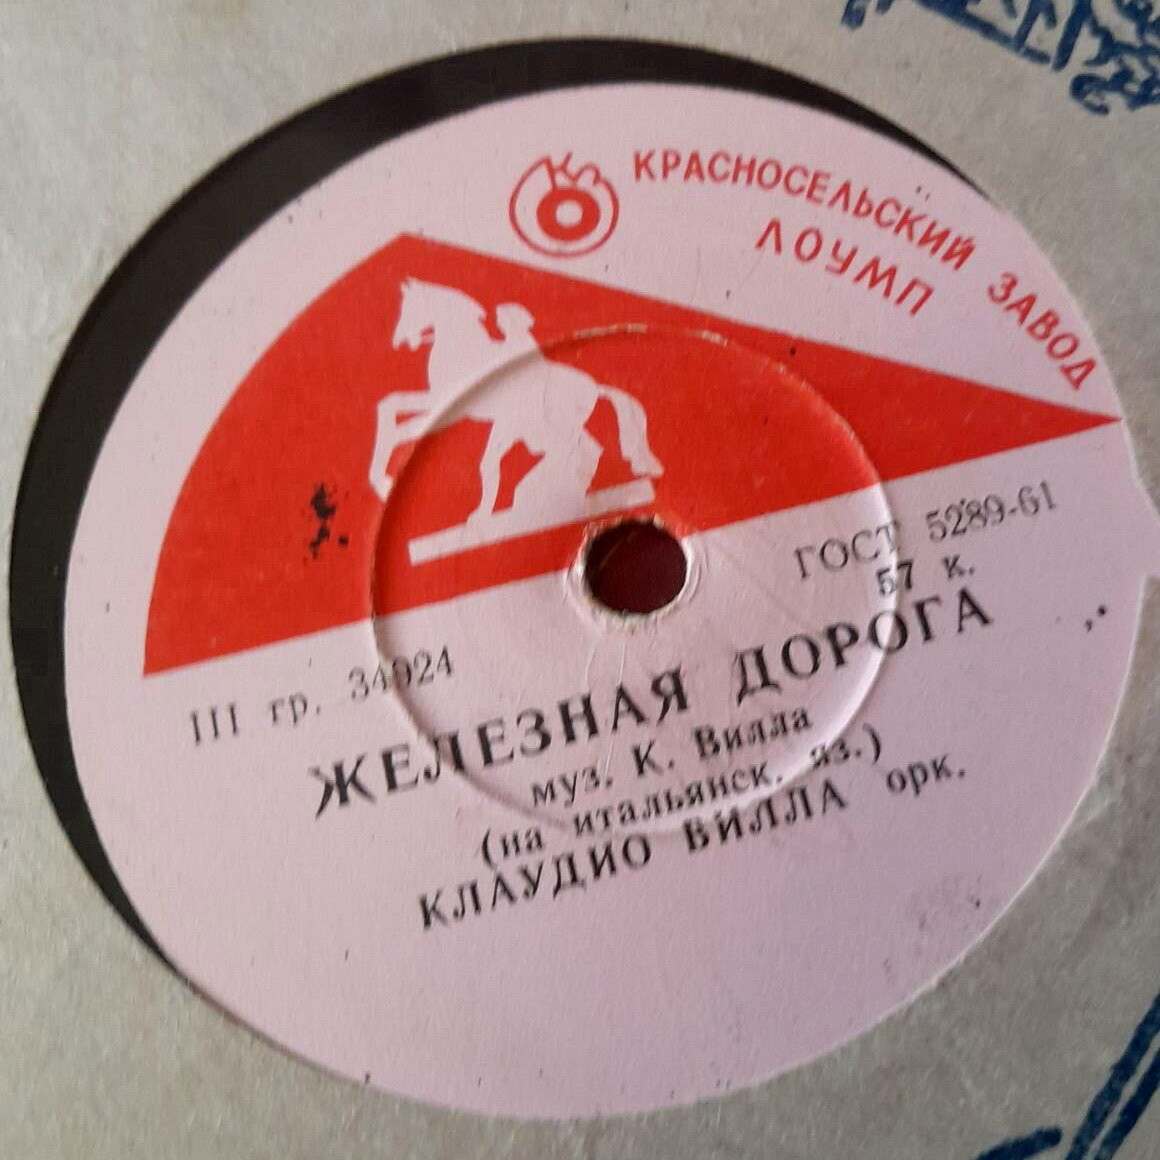 КРАСНОСЕЛЬСКИЙ ЗАВОД
ЛОУМП
ГОСТ 5289-61
57 к.
III гр. 34924
ЖЕЛЕЗНАЯ ДОРОГА
муз. К. Вилла
(на итальянск. яз.)
КЛАУДИО ВИЛЛА орк.